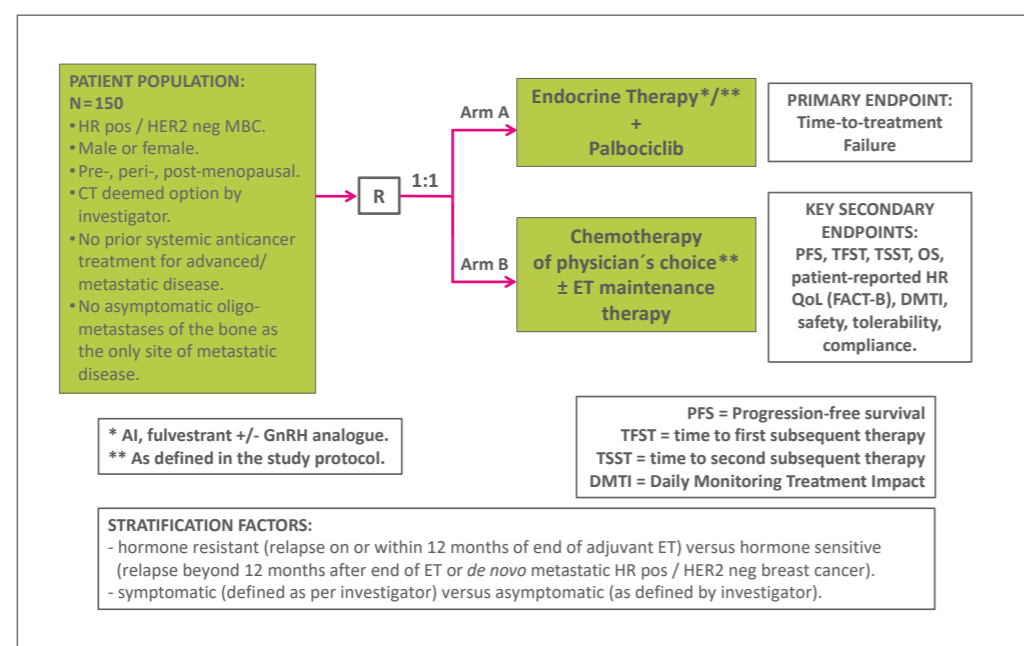 PATIENT POPULATION:
N = 150
• HR pos / HER2 neg MBC.
• Male or female.
• Pre-, peri-, post-menopausal.
• CT deemed option by
investigator.
• No prior systemic anticancer
treatment for advanced/
metastatic disease.
• No asymptomatic oligo-
metastases of the bone as
the only site of metastatic
disease.
R
1:1
Arm A
Endocrine Therapy*/**
+
Palbociclib
Arm B
Chemotherapy
of physician´s choice**
± ET maintenance
therapy
PRIMARY ENDPOINT:
Time-to-treatment
Failure
KEY SECONDARY
ENDPOINTS:
PFS, TFST, TSST, OS,
patient-reported HR
QoL (FACT-B), DMTI,
safety, tolerability,
compliance.
* AI, fulvestrant +/- GnRH analogue.
** As defined in the study protocol.
PFS = Progression-free survival
TFST = time to first subsequent therapy
TSST = time to second subsequent therapy
DMTI = Daily Monitoring Treatment Impact
STRATIFICATION FACTORS:
- hormone resistant (relapse on or within 12 months of end of adjuvant ET) versus hormone sensitive
(relapse beyond 12 months after end of ET or de novo metastatic HR pos / HER2 neg breast cancer).
- symptomatic (defined as per investigator) versus asymptomatic (as defined by investigator).